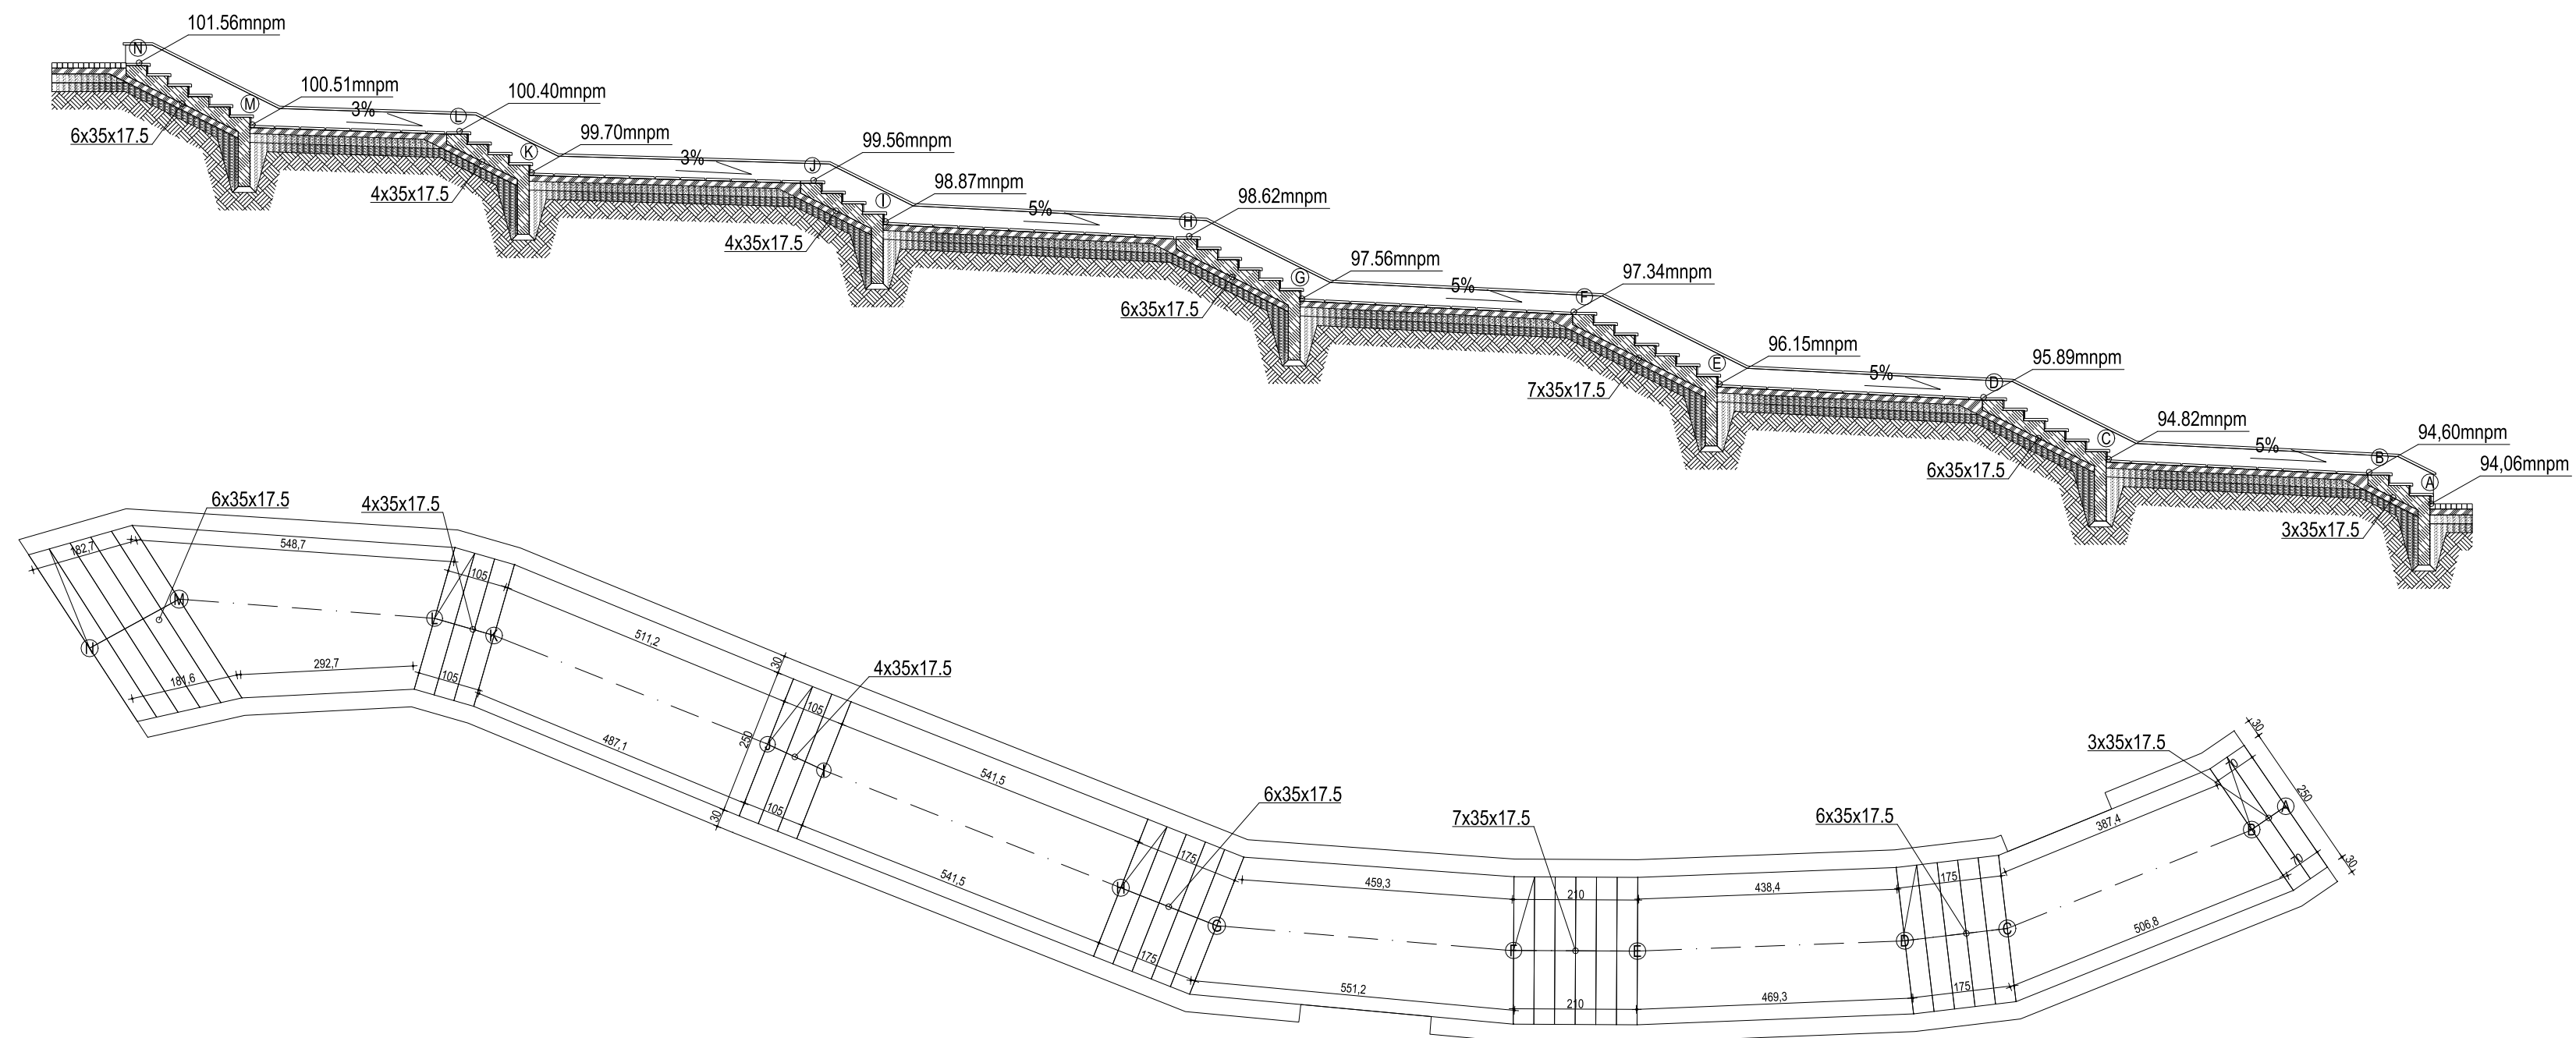 101.56mnpm
N
100.51mnpm
M
3%
L
100.40mnpm
6x35x17.5
99.70mnpm
K
3%
J
99.56mnpm
4x35x17.5
98.87mnpm
I
5%
H
98.62mnpm
4x35x17.5
97.56mnpm
G
5%
F
97.34mnpm
6x35x17.5
96.15mnpm
E
5%
D
95.89mnpm
7x35x17.5
94.82mnpm
C
5%
B
94,60mnpm
6x35x17.5
94,06mnpm
A
3x35x17.5
6x35x17.5
4x35x17.5
182,7
548,7
105
M
L
K
N
511,2
30
4x35x17.5
292,7
181,6
105
487,1
250
J
105
I
30
105
541,5
541,5
6x35x17.5
175
H
G
175
459,3
551,2
7x35x17.5
210
F
E
210
438,4
469,3
6x35x17.5
175
D
C
175
387,4
506,8
3x35x17.5
30
70
250
A
B
70
30